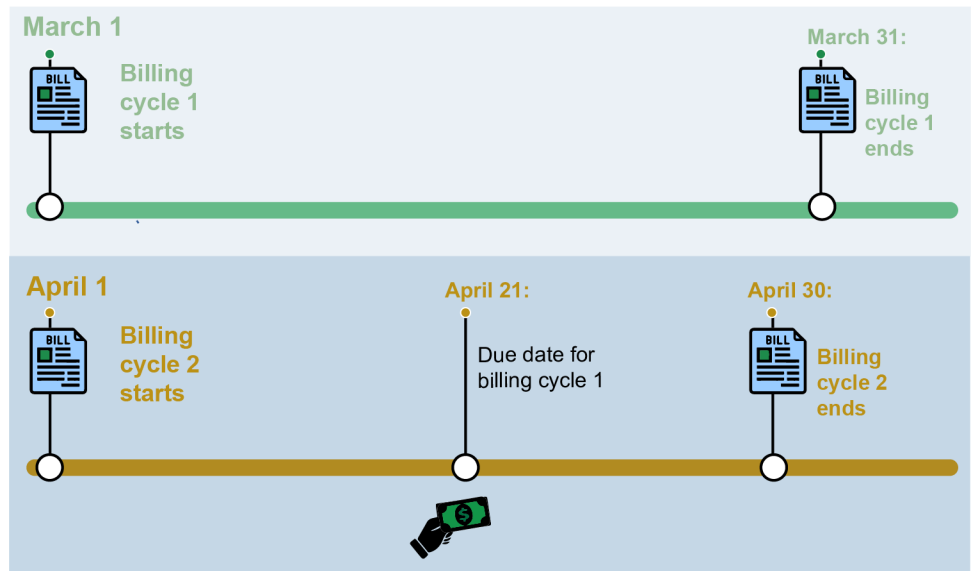 March 1
BILL
Billing
cycle 1
starts
March 31:
BILL
Billing
cycle 1
ends
April 1
BILL
Billing
cycle 2
starts
April 21:
Due date for
billing cycle 1
$
April 30:
BILL
Billing
cycle 2
ends